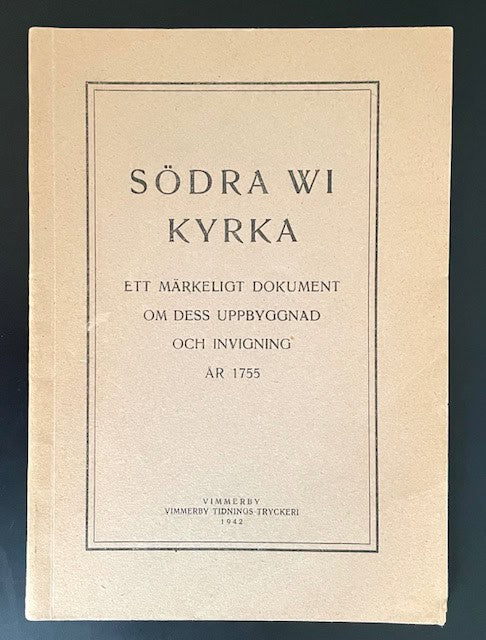 SÖDRA WI
KYRKA
ETT MÄRKELIGT DOKUMENT
OM DESS UPPBYGGNAD
OCH INVIGNING
ÅR 1755
VIMMERBY
VIMMERBY TIDNINGS TRYCKERI
1942